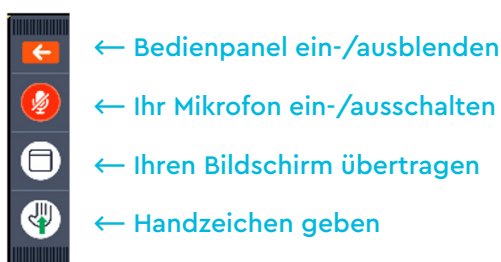 ← Bedienpanel ein-/ausblenden
← Ihr Mikrofon ein-/ausschalten
← Ihren Bildschirm übertragen
← Handzeichen geben